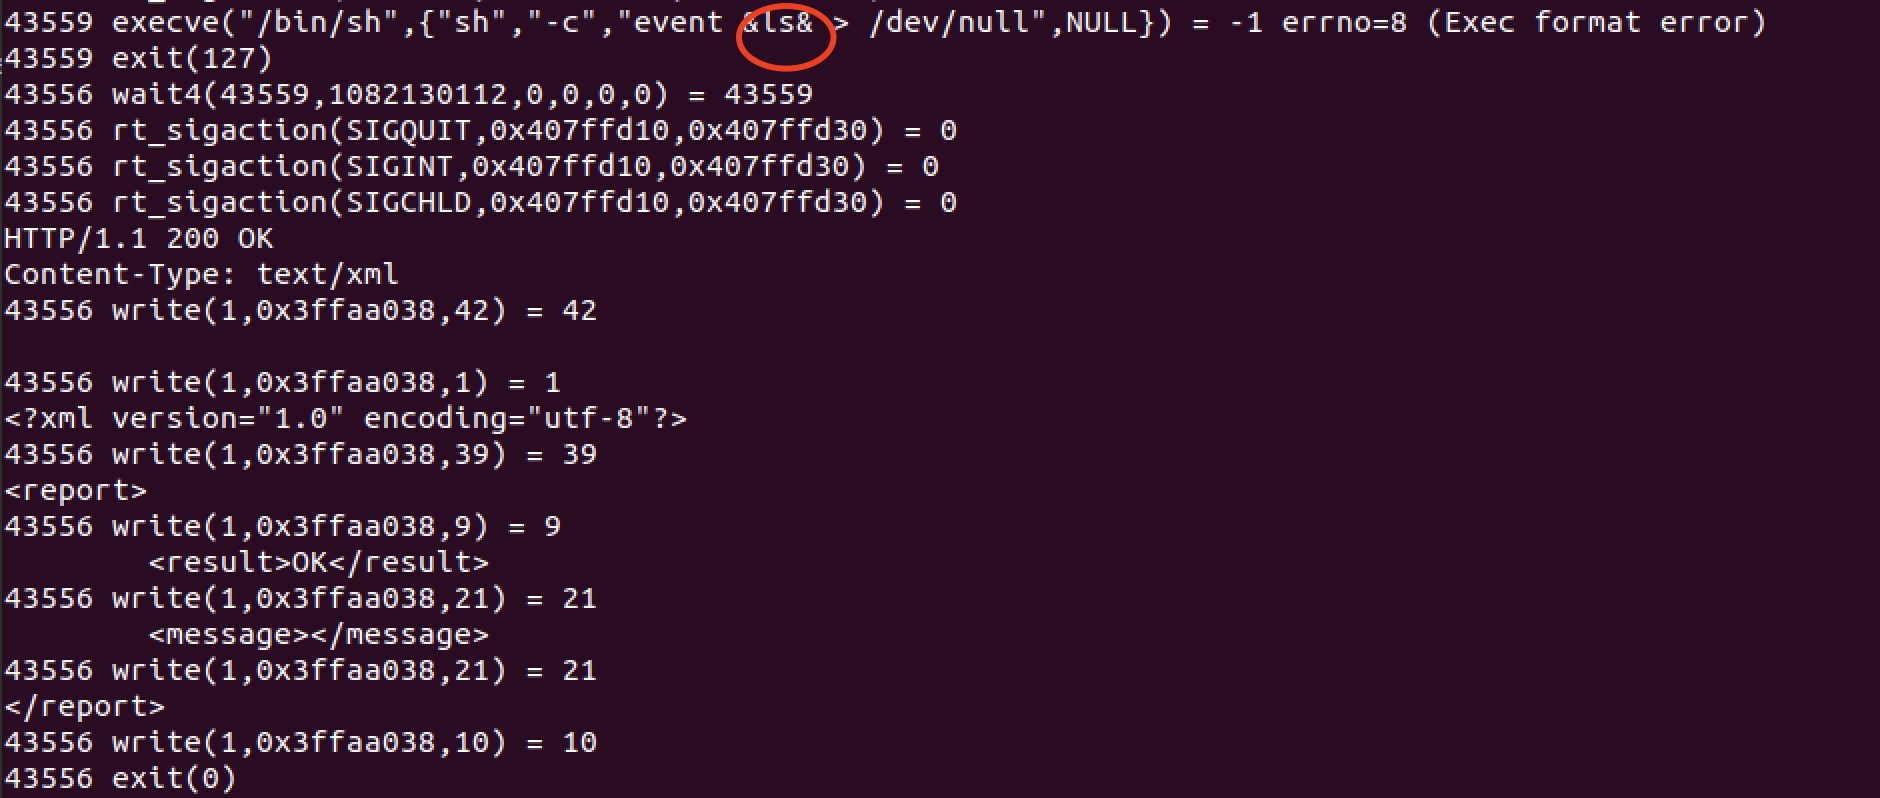 43559 execve("/bin/sh",{"sh","-c","event &ls& > /dev/null",NULL}) = -1 errno=8 (Exec format error)
43559 exit(127)
43556 wait4(43559,1082130112,0,0,0,0) = 43559
43556 rt_sigaction(SIGQUIT,0x407ffd10,0x407ffd30) = 0
43556 rt_sigaction(SIGINT,0x407ffd10,0x407ffd30) = 0
43556 rt_sigaction(SIGCHLD,0x407ffd10,0x407ffd30) = 0
HTTP/1.1 200 OK
Content-Type: text/xml
43556 write(1,0x3ffaa038,42) = 42
43556 write(1,0x3ffaa038,1) = 1
<?xml version="1.0" encoding="utf-8"?>
43556 write(1,0x3ffaa038,39) = 39
<report>
43556 write(1,0x3ffaa038,9) = 9
        <result>OK</result>
43556 write(1,0x3ffaa038,21) = 21
        <message></message>
43556 write(1,0x3ffaa038,21) = 21
</report>
43556 write(1,0x3ffaa038,10) = 10
43556 exit(0)